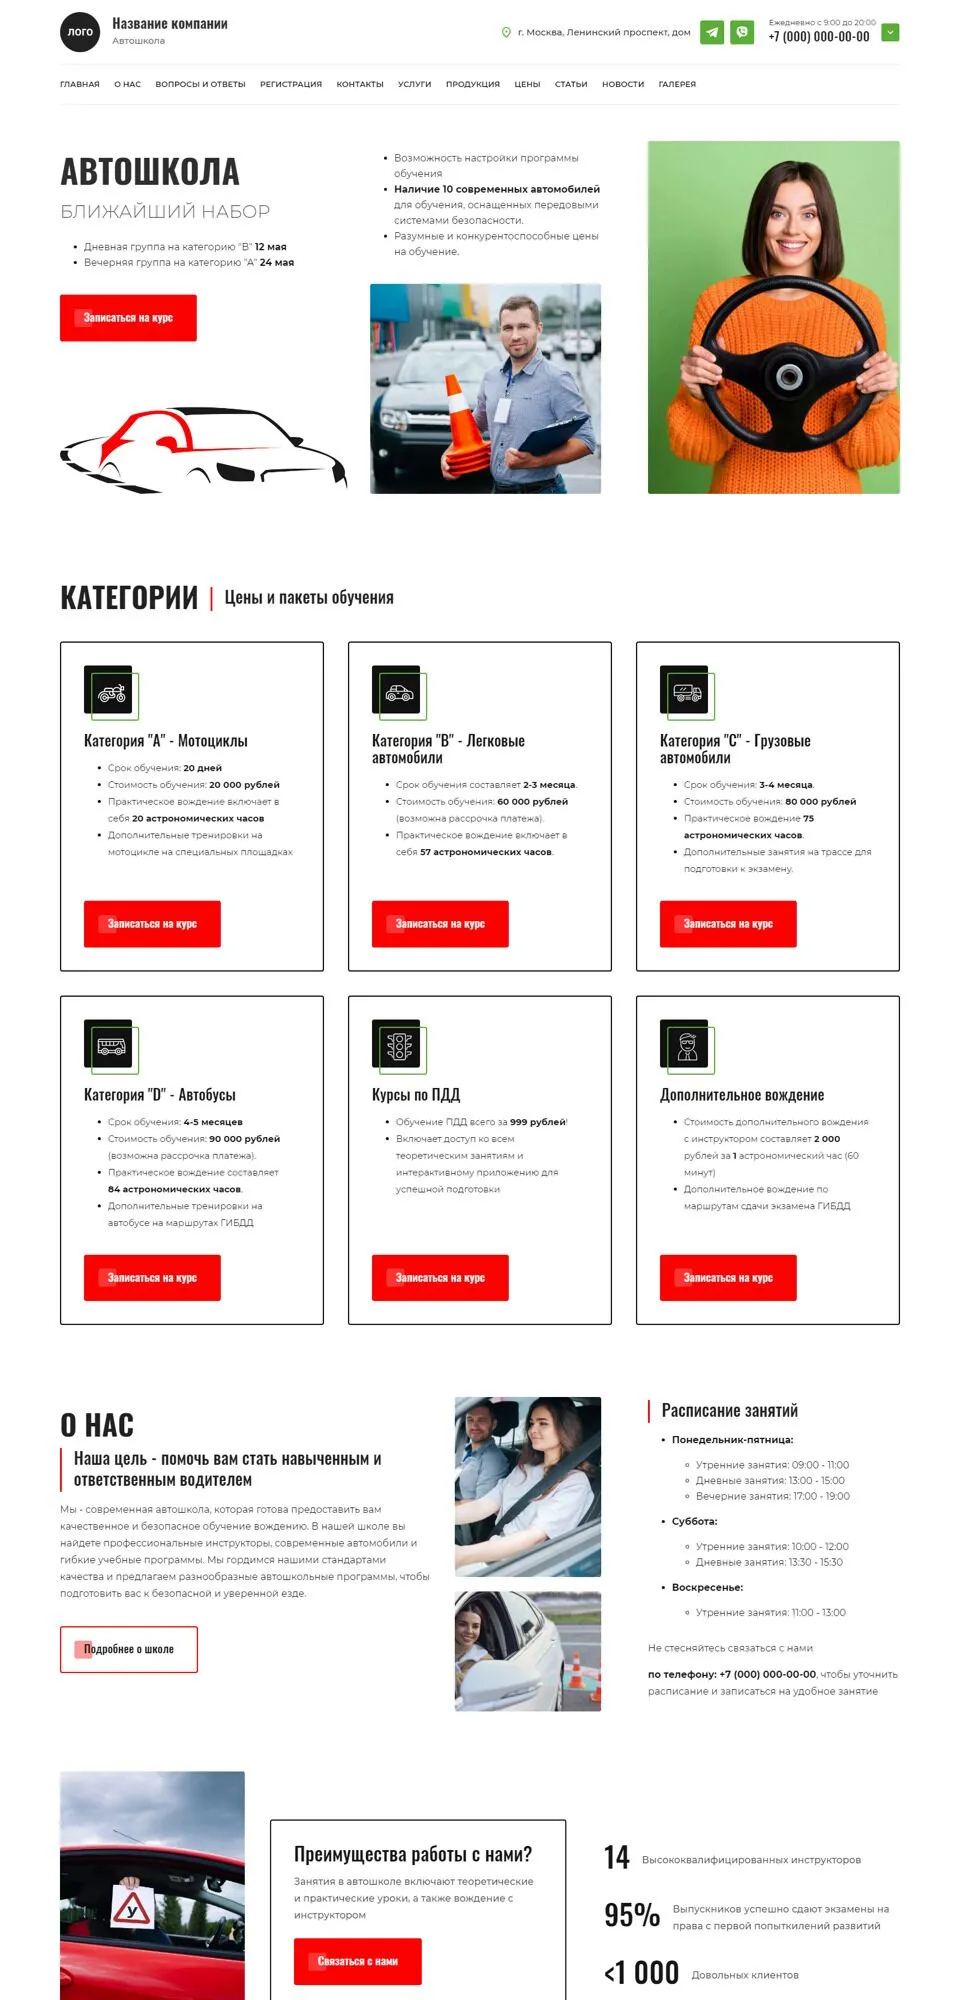 ЛОГО
Название компании
Автошкола
г. Москва, Ленинский проспект, дом
Ежедневно с 9:00 до 20:00
+7 (000) 000-00-00
ГЛАВНАЯ О НАС ВОПРОСЫ И ОТВЕТЫ РЕГИСТРАЦИЯ КОНТАКТЫ УСЛУГИ ПРОДУКЦИЯ ЦЕНЫ СТАТЬИ НОВОСТИ ГАЛЕРЕЯ
АВТОШКОЛА
БЛИЖАЙШИЙ НАБОР
Дневная группа на категорию "B" 12 мая
Вечерняя группа на категорию "A" 24 мая
Записаться на курс
Возможность настройки программы
обучения
Наличие 10 современных автомобилей
для обучения, оснащенных передовыми
системами безопасности.
Разумные и конкурентоспособные цены
на обучение.
КАТЕГОРИИ
Цены и пакеты обучения
Категория "A" - Мотоциклы
Срок обучения: 20 дней
Стоимость обучения: 20 000 рублей
Практическое вождение включает в
себя 20 астрономических часов
Дополнительные тренировки на
мотоцикле на специальных площадках
Записаться на курс
Категория "B" - Легковые
автомобили
Срок обучения составляет 2-3 месяца.
Стоимость обучения: 60 000 рублей
(возможна рассрочка платежа).
Практическое вождение включает в
себя 57 астрономических часов.
Записаться на курс
Категория "C" - Грузовые
автомобили
Срок обучения: 3-4 месяца.
Стоимость обучения: 80 000 рублей
Практическое вождение 75
астрономических часов.
Дополнительные занятия на трассе для
подготовки к экзамену.
Записаться на курс
Категория "D" - Автобусы
Срок обучения: 4-5 месяцев
Стоимость обучения: 90 000 рублей
(возможна рассрочка платежа).
Практическое вождение составляет
84 астрономических часов.
Дополнительные тренировки на
автобусе на маршрутах ГИБДД
Записаться на курс
Курсы по ПДД
Обучение ПДД всего за 999 рублей!
Включает доступ ко всем
теоретическим занятиям и
интерактивному приложению для
успешной подготовки
Записаться на курс
Дополнительное вождение
Стоимость дополнительного вождения
с инструктором составляет 2 000
рублей за 1 астрономический час (60
минут)
Дополнительное вождение по
маршрутам сдачи экзамена ГИБДД
Записаться на курс
О НАС
Наша цель - помочь вам стать навыченным и
ответственным водителем
Мы - современная автошкола, которая готова предоставить вам
качественное и безопасное обучение вождению. В нашей школе вы
найдете профессиональные инструкторы, современные автомобили и
гибкие учебные программы. Мы гордимся нашими стандартами
качества и предлагаем разнообразные автошкольные программы, чтобы
подготовить вас к безопасной и уверенной езде.
Подробнее о школе
Расписание занятий
Понедельник-пятница:
Утренние занятия: 09:00 - 11:00
Дневные занятия: 13:00 - 15:00
Вечерние занятия: 17:00 - 19:00
Суббота:
Утренние занятия: 10:00 - 12:00
Дневные занятия: 13:30 - 15:30
Воскресенье:
Утренние занятия: 11:00 - 13:00
Не стесняйтесь связаться с нами
по телефону: +7 (000) 000-00-00, чтобы уточнить
расписание и записаться на удобное занятие
У
Преимущества работы с нами?
Занятия в автошколе включают теоретические
и практические уроки, а также вождение с
инструктором
Связаться с нами
14 Высококвалифицированных инструкторов
95% Выпускников успешно сдают экзамены на
права с первой попыткилений развитий
<1 000 Довольных клиентов